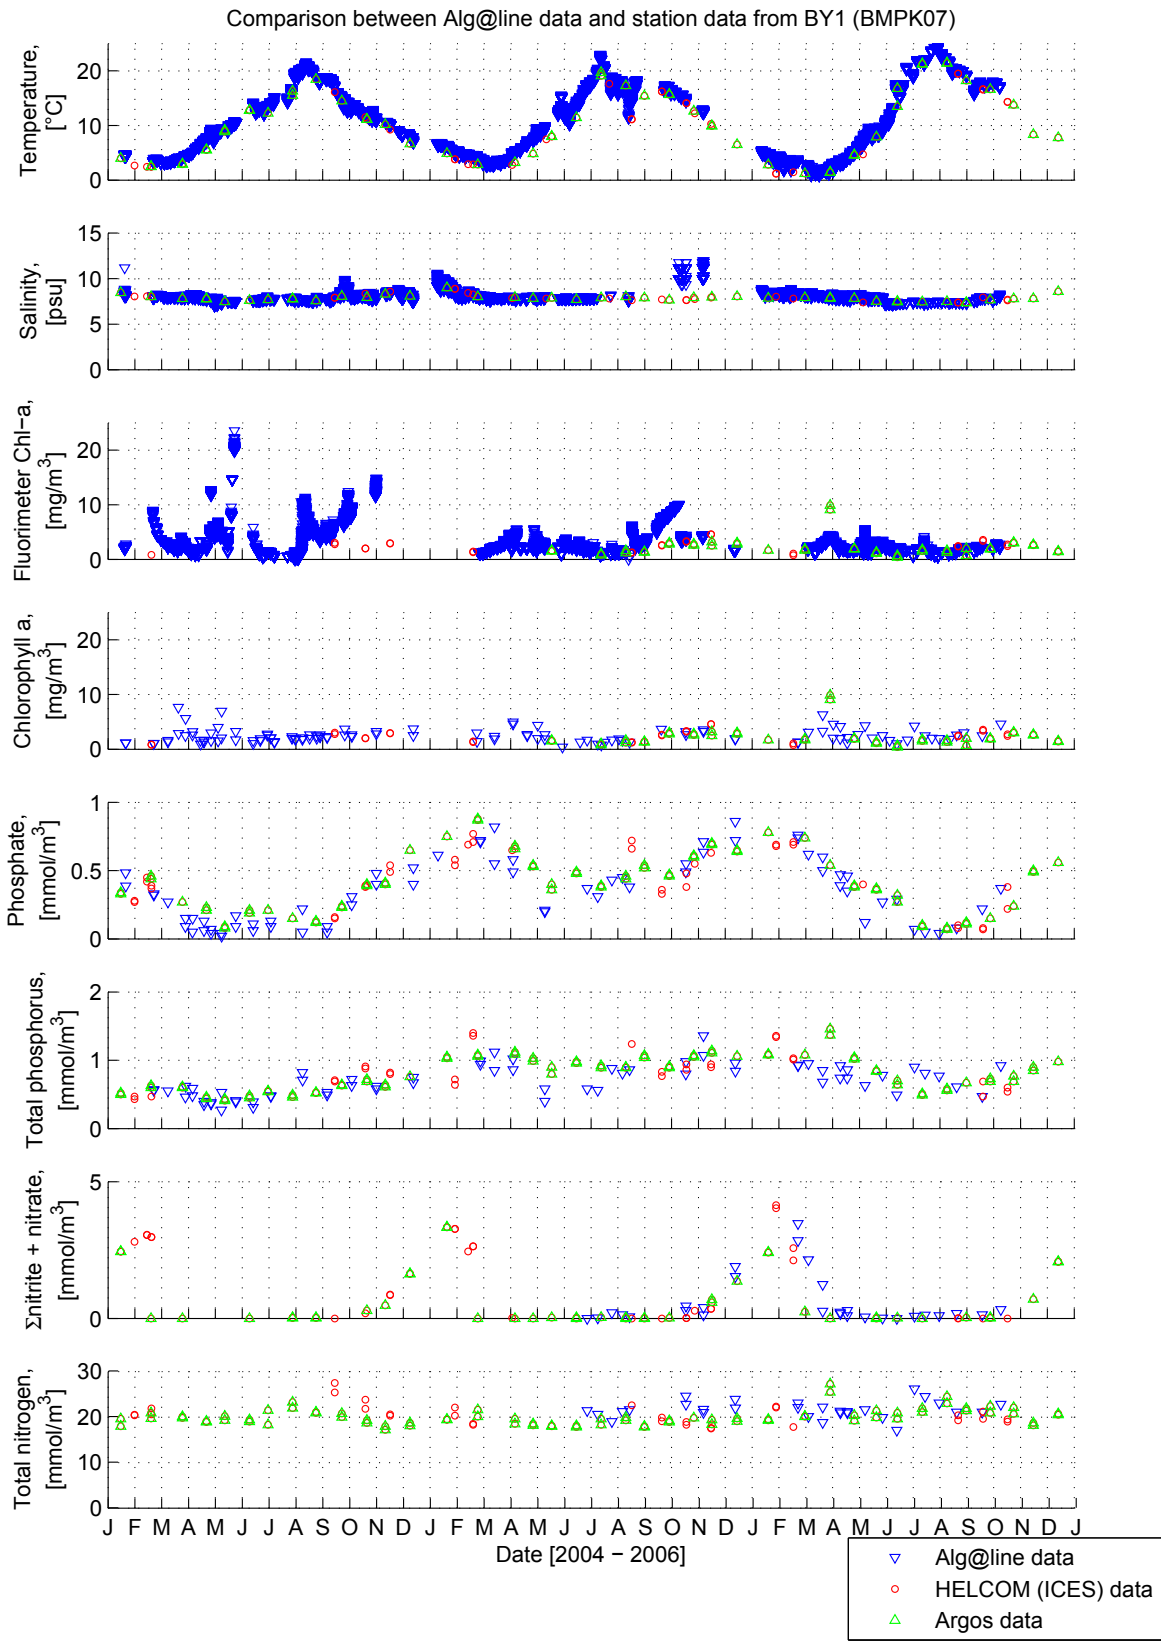 Comparison between Alg@line data and station data from BY1 (BMPK07)
Temperature,
[°C]
20
10
0
Salinity,
[psu]
15
10
5
0
Fluorimeter Chl−a,
[mg/m³]
20
10
0
Chlorophyll a,
[mg/m³]
20
10
0
Phosphate,
[mmol/m³]
1
0.5
0
Total phosphorus,
[mmol/m³]
2
1
0
Σnitrite + nitrate,
[mmol/m³]
5
0
Total nitrogen,
[mmol/m³]
30
20
10
0
J F M A M J J A S O N D J F M A M J J A S O N D J F M A M J J A S O N D J
Date [2004 − 2006]
Alg@line data
HELCOM (ICES) data
Argos data